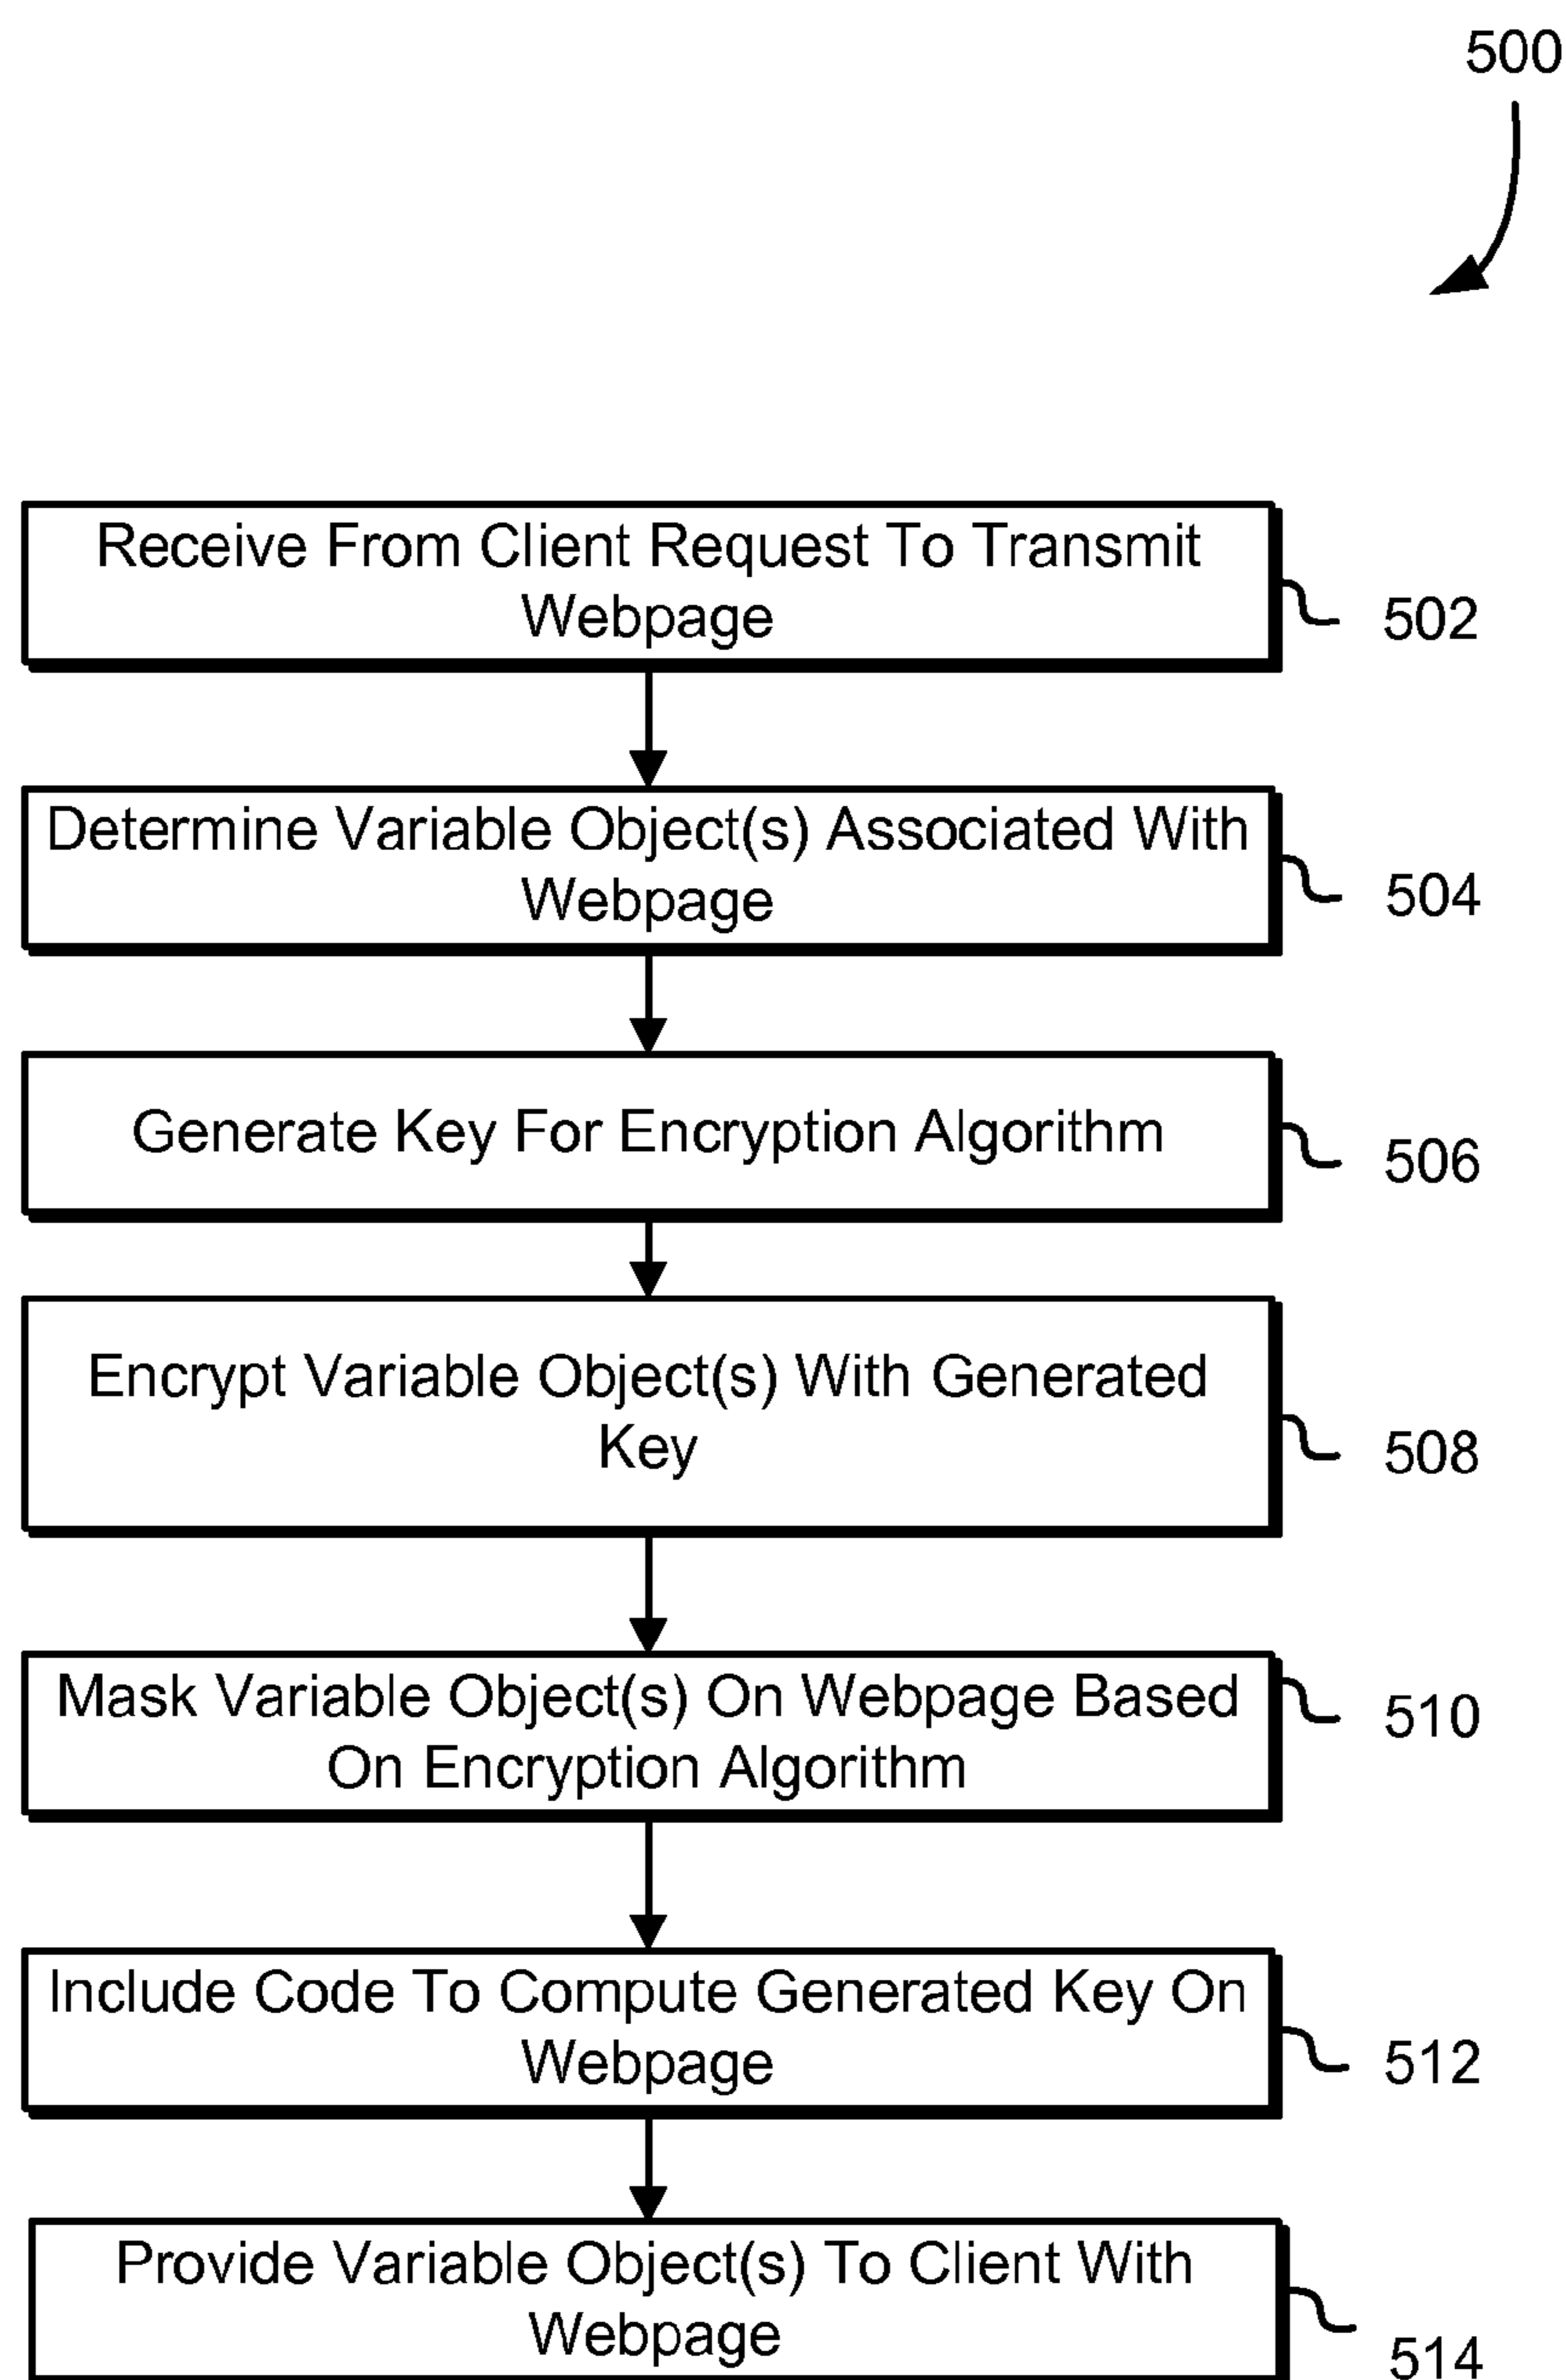 500
Receive From Client Request To Transmit
Webpage
502
Determine Variable Object(s) Associated With
Webpage
504
Generate Key For Encryption Algorithm
506
Encrypt Variable Object(s) With Generated
Key
508
Mask Variable Object(s) On Webpage Based
On Encryption Algorithm
510
Include Code To Compute Generated Key On
Webpage
512
Provide Variable Object(s) To Client With
Webpage
514